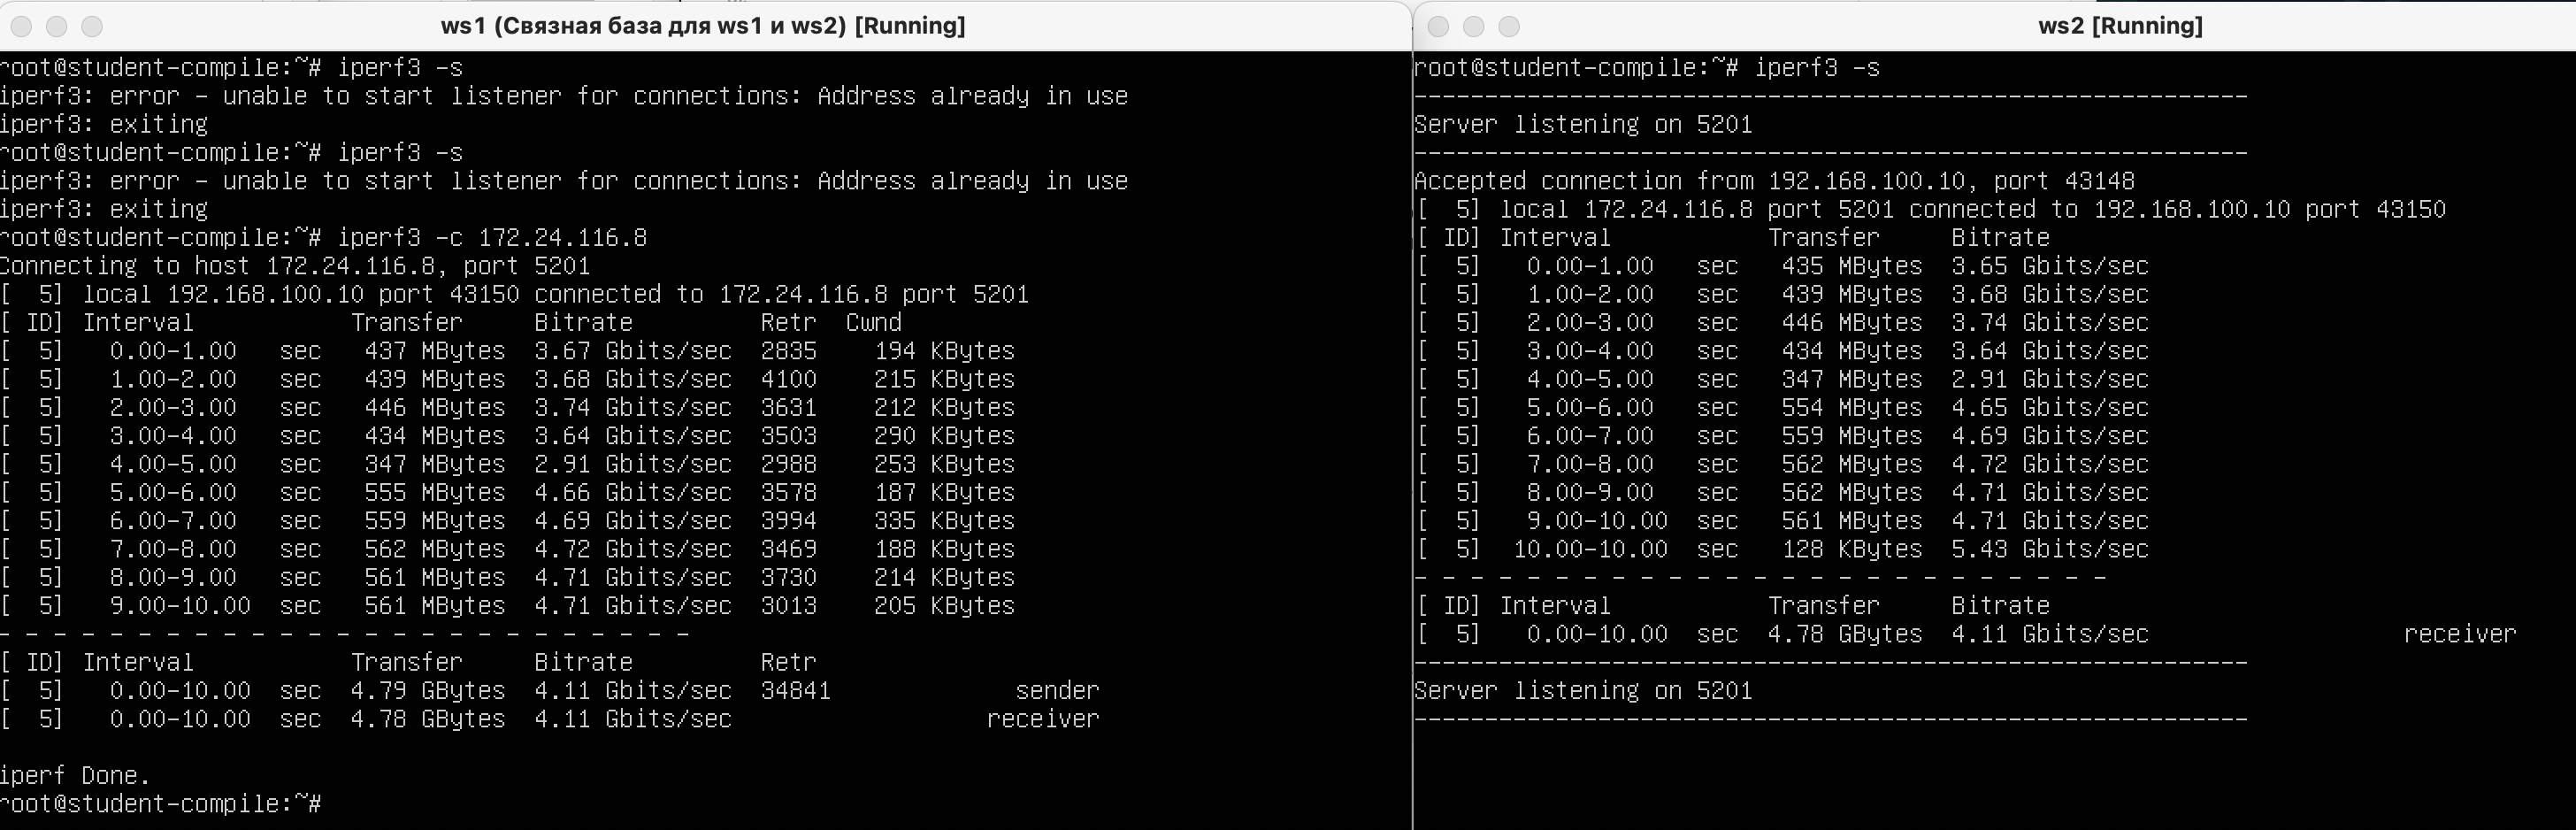 ws1 (Связная база для ws1 и ws2) [Running]
root@student-compile:~# iperf3 -s
iperf3: error - unable to start listener for connections: Address already in use
iperf3: exiting
root@student-compile:~# iperf3 -s
iperf3: error - unable to start listener for connections: Address already in use
iperf3: exiting
root@student-compile:~# iperf3 -c 172.24.116.8
Connecting to host 172.24.116.8, port 5201
[  5] local 192.168.100.10 port 43150 connected to 172.24.116.8 port 5201
[ ID] Interval           Transfer     Bitrate         Retr  Cwnd
[  5]   0.00-1.00   sec   437 MBytes  3.67 Gbits/sec  2835    194 KBytes
[  5]   1.00-2.00   sec   439 MBytes  3.68 Gbits/sec  4100    215 KBytes
[  5]   2.00-3.00   sec   446 MBytes  3.74 Gbits/sec  3631    212 KBytes
[  5]   3.00-4.00   sec   434 MBytes  3.64 Gbits/sec  3503    290 KBytes
[  5]   4.00-5.00   sec   347 MBytes  2.91 Gbits/sec  2988    253 KBytes
[  5]   5.00-6.00   sec   555 MBytes  4.66 Gbits/sec  3578    187 KBytes
[  5]   6.00-7.00   sec   559 MBytes  4.69 Gbits/sec  3994    335 KBytes
[  5]   7.00-8.00   sec   562 MBytes  4.72 Gbits/sec  3469    188 KBytes
[  5]   8.00-9.00   sec   561 MBytes  4.71 Gbits/sec  3730    214 KBytes
[  5]   9.00-10.00  sec   561 MBytes  4.71 Gbits/sec  3013    205 KBytes
- - - - - - - - - - - - - - - - - - - - - - - - -
[ ID] Interval           Transfer     Bitrate         Retr
[  5]   0.00-10.00  sec  4.79 GBytes  4.11 Gbits/sec  34841             sender
[  5]   0.00-10.00  sec  4.78 GBytes  4.11 Gbits/sec                  receiver
iperf Done.
root@student-compile:~#
ws2 [Running]
root@student-compile:~# iperf3 -s
-----------------------------------------------------------
Server listening on 5201
-----------------------------------------------------------
Accepted connection from 192.168.100.10, port 43148
[  5] local 172.24.116.8 port 5201 connected to 192.168.100.10 port 43150
[ ID] Interval           Transfer     Bitrate
[  5]   0.00-1.00   sec   435 MBytes  3.65 Gbits/sec
[  5]   1.00-2.00   sec   439 MBytes  3.68 Gbits/sec
[  5]   2.00-3.00   sec   446 MBytes  3.74 Gbits/sec
[  5]   3.00-4.00   sec   434 MBytes  3.64 Gbits/sec
[  5]   4.00-5.00   sec   347 MBytes  2.91 Gbits/sec
[  5]   5.00-6.00   sec   554 MBytes  4.65 Gbits/sec
[  5]   6.00-7.00   sec   559 MBytes  4.69 Gbits/sec
[  5]   7.00-8.00   sec   562 MBytes  4.72 Gbits/sec
[  5]   8.00-9.00   sec   562 MBytes  4.71 Gbits/sec
[  5]   9.00-10.00  sec   561 MBytes  4.71 Gbits/sec
[  5]  10.00-10.00  sec   128 KBytes  5.43 Gbits/sec
- - - - - - - - - - - - - - - - - - - - - - - - -
[ ID] Interval           Transfer     Bitrate
[  5]   0.00-10.00  sec  4.78 GBytes  4.11 Gbits/sec                  receiver
-----------------------------------------------------------
Server listening on 5201
-----------------------------------------------------------